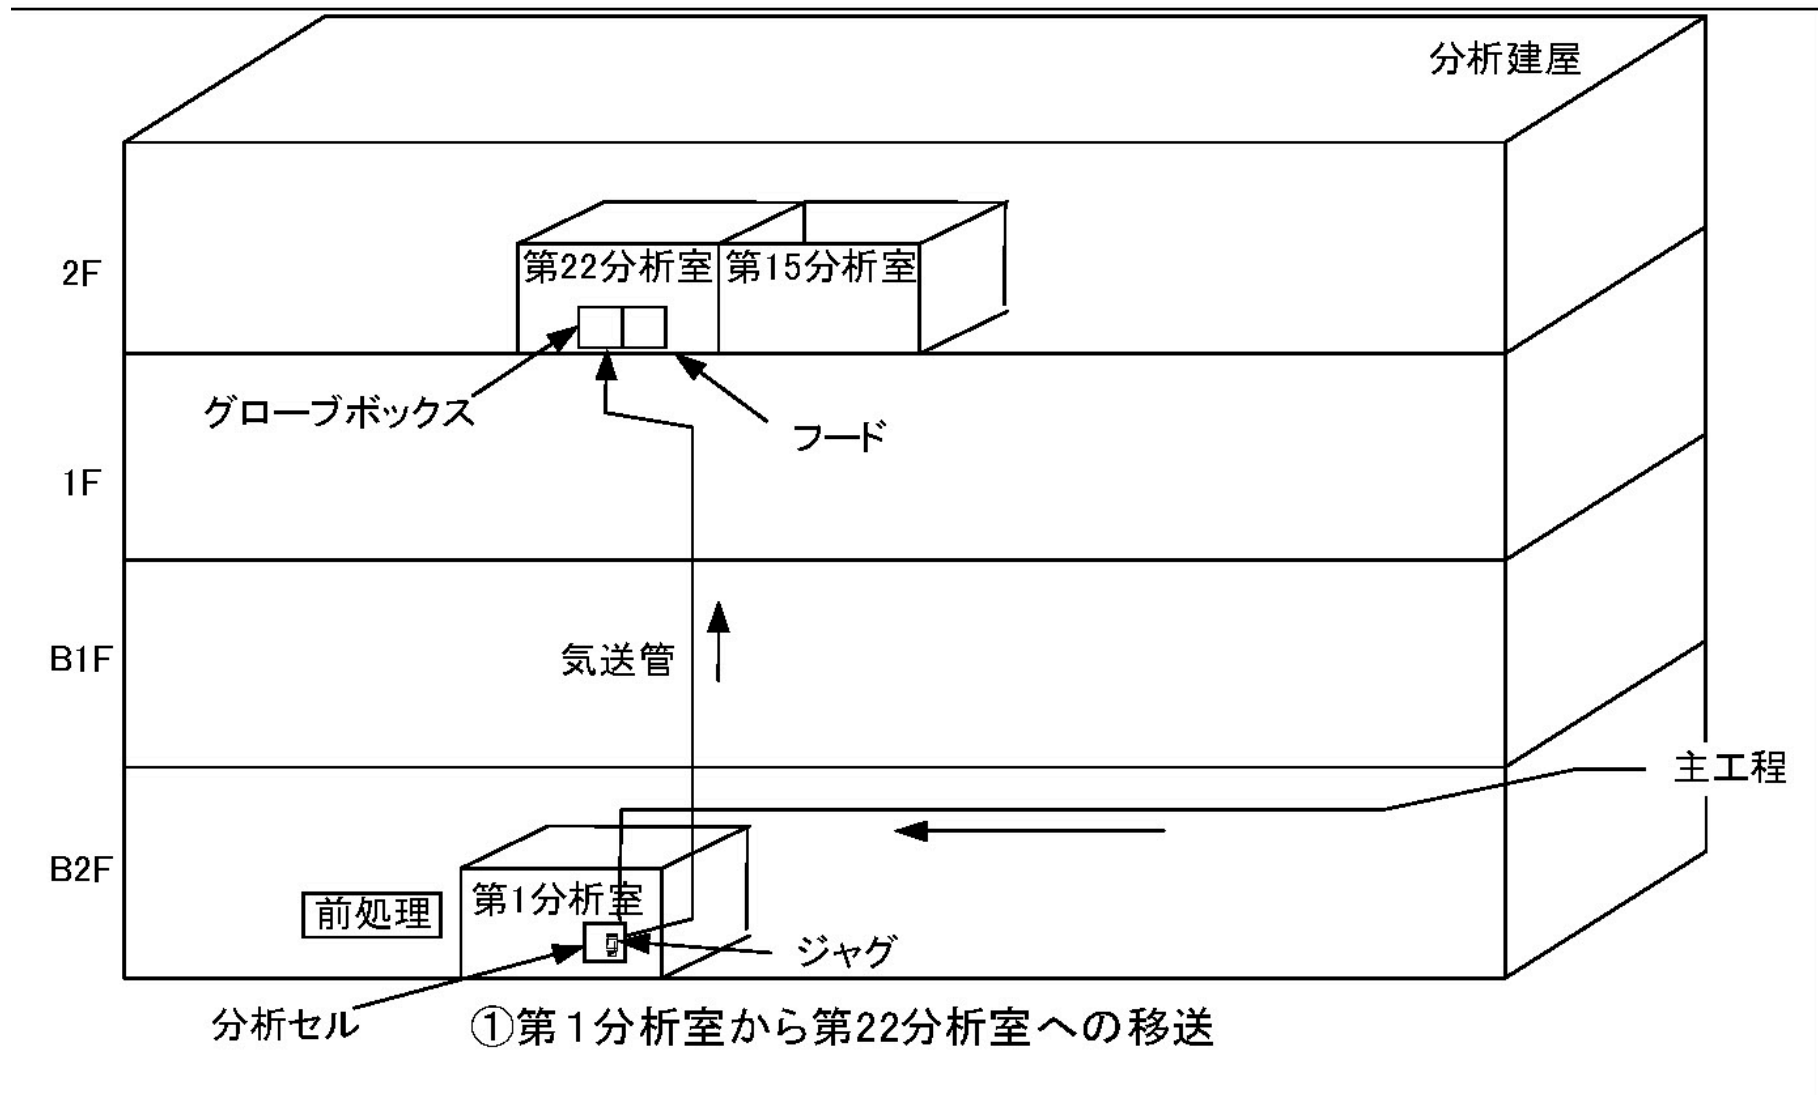 分析建屋
2F
第22分析室
第15分析室
グローブボックス
フード
1F
B1F
気送管
主工程
B2F
第1分析室
前処理
ジャグ
分析セル
①第1分析室から第22分析室への移送